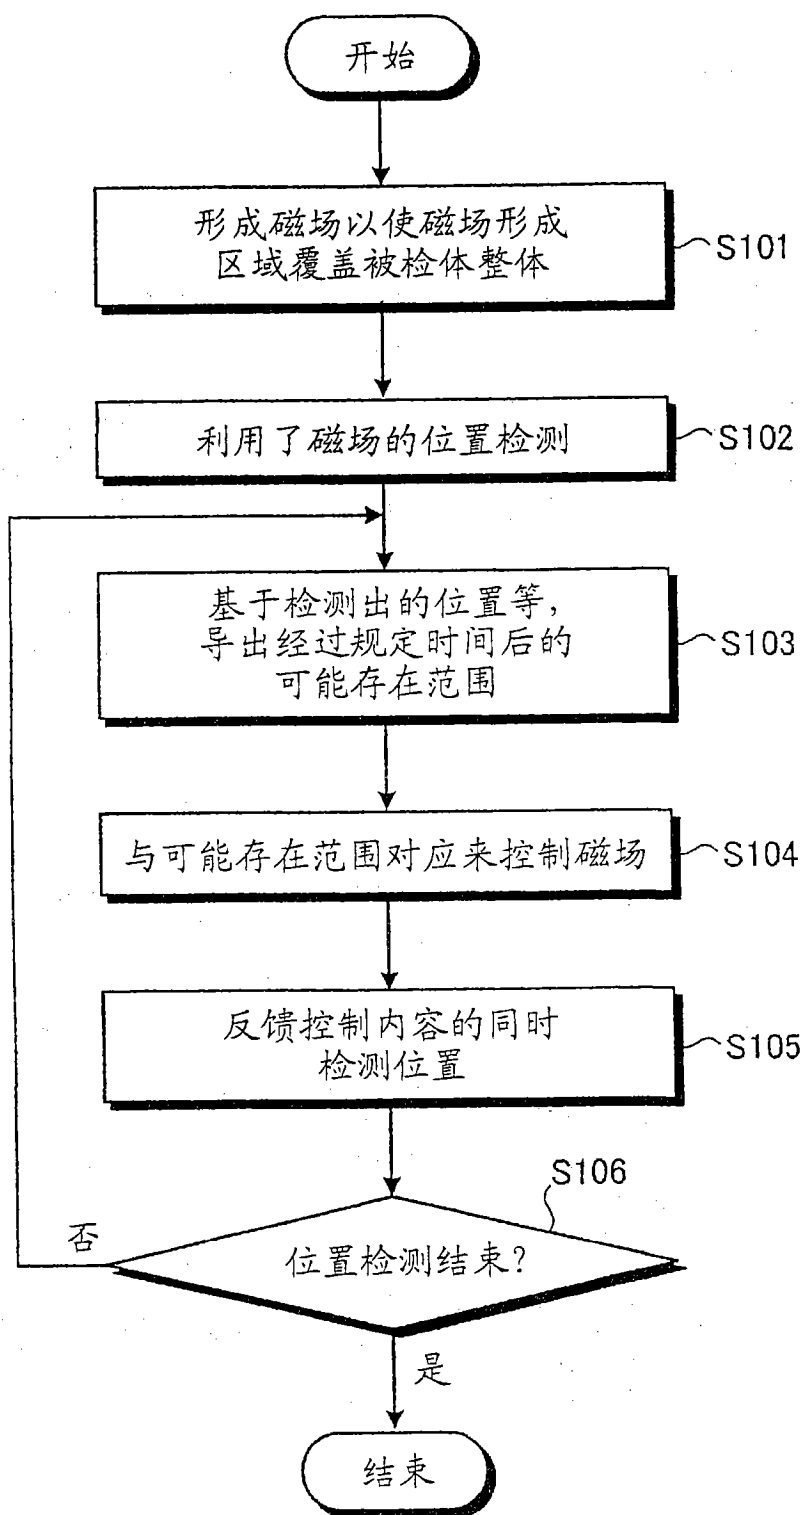 开始
形成磁场以使磁场形成
区域覆盖被检体整体
S101
利用了磁场的位置检测
S102
基于检测出的位置等，
导出经过规定时间后的
可能存在范围
S103
与可能存在范围对应来控制磁场
S104
反馈控制内容的同时
检测位置
S105
S106
位置检测结束？
否
是
结束